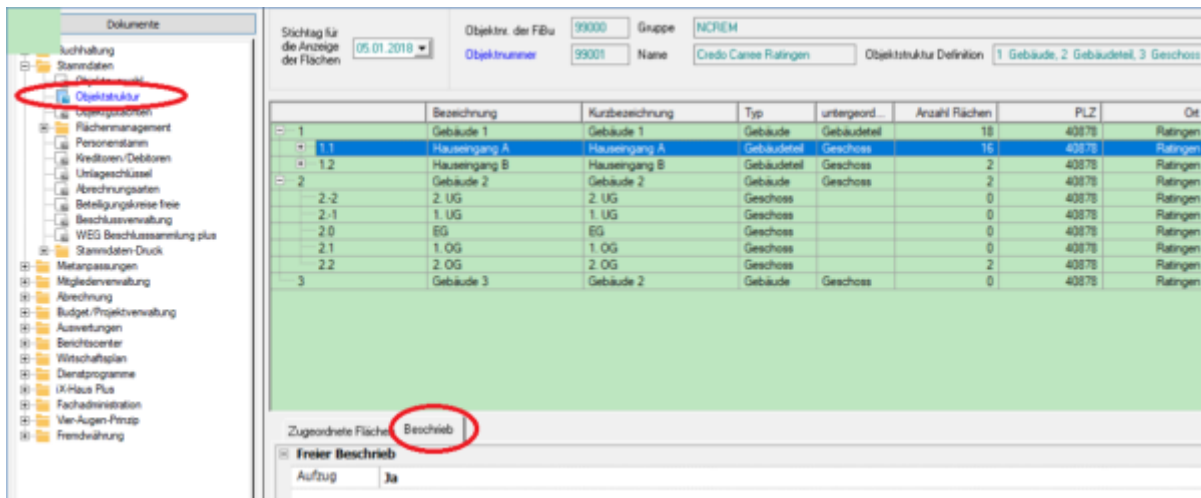 Dokumente
Buchhaltung
Stammdaten
Objektauswahl
Objektstruktur
Objektgutachten
Flächenmanagement
Personenstamm
Kreditoren/Debitoren
Umlageschlüssel
Abrechnungsarten
Beteiligungskreise freie
Beschlussverwaltung
WEG Beschlusssammlung plus
Stammdaten-Druck
Mietanpassungen
Mitgliederverwaltung
Abrechnung
Budget/Projektverwaltung
Auswertungen
Berichtscenter
Wirtschaftsplan
Dienstprogramme
iX-Haus Plus
Fachadministration
Vier-Augen-Prinzip
Fremdwährung
Stichtag für die Anzeige der Flächen 05.01.2018
Objektnr. der FiBu 99000 Gruppe NCREM
Objektnummer 99001 Name Credo Carree Ratingen Objektstruktur Definition 1 Gebäude, 2 Gebäudeteil, 3 Geschoss
Bezeichnung Kurzbezeichnung Typ untergeord... Anzahl Flächen PLZ Ort
1 Gebäude 1 Gebäude 1 Gebäude Gebäudeteil 18 40878 Ratingen
1.1 Hauseingang A Hauseingang A Gebäudeteil Geschoss 16 40878 Ratingen
1.2 Hauseingang B Hauseingang B Gebäudeteil Geschoss 2 40878 Ratingen
2 Gebäude 2 Gebäude 2 Gebäude Geschoss 2 40878 Ratingen
2.-2 2. UG 2. UG Geschoss 0 40878 Ratingen
2.-1 1. UG 1. UG Geschoss 0 40878 Ratingen
2.0 EG EG Geschoss 0 40878 Ratingen
2.1 1. OG 1. OG Geschoss 0 40878 Ratingen
2.2 2. OG 2. OG Geschoss 2 40878 Ratingen
3 Gebäude 3 Gebäude 2 Gebäude Geschoss 0 40878 Ratingen
Zugeordnete Fläche Beschrieb
Freier Beschrieb
Aufzug Ja